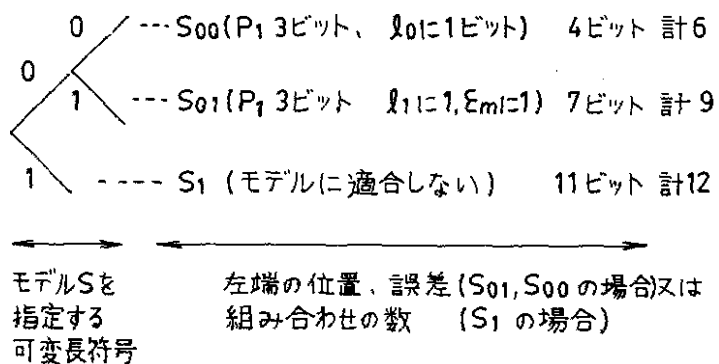 0 --- S00(P1 3ビット、 l0に1ビット) 4ビット 計6
0
1 --- S01(P1 3ビット l1に1,εmに1) 7ビット 計9
1 ---- S1 (モデルに適合しない) 11ビット 計12
モデルSを
指定する
可変長符号
左端の位置、誤差(S01,S00の場合)又は
組み合わせの数 (S1の場合)